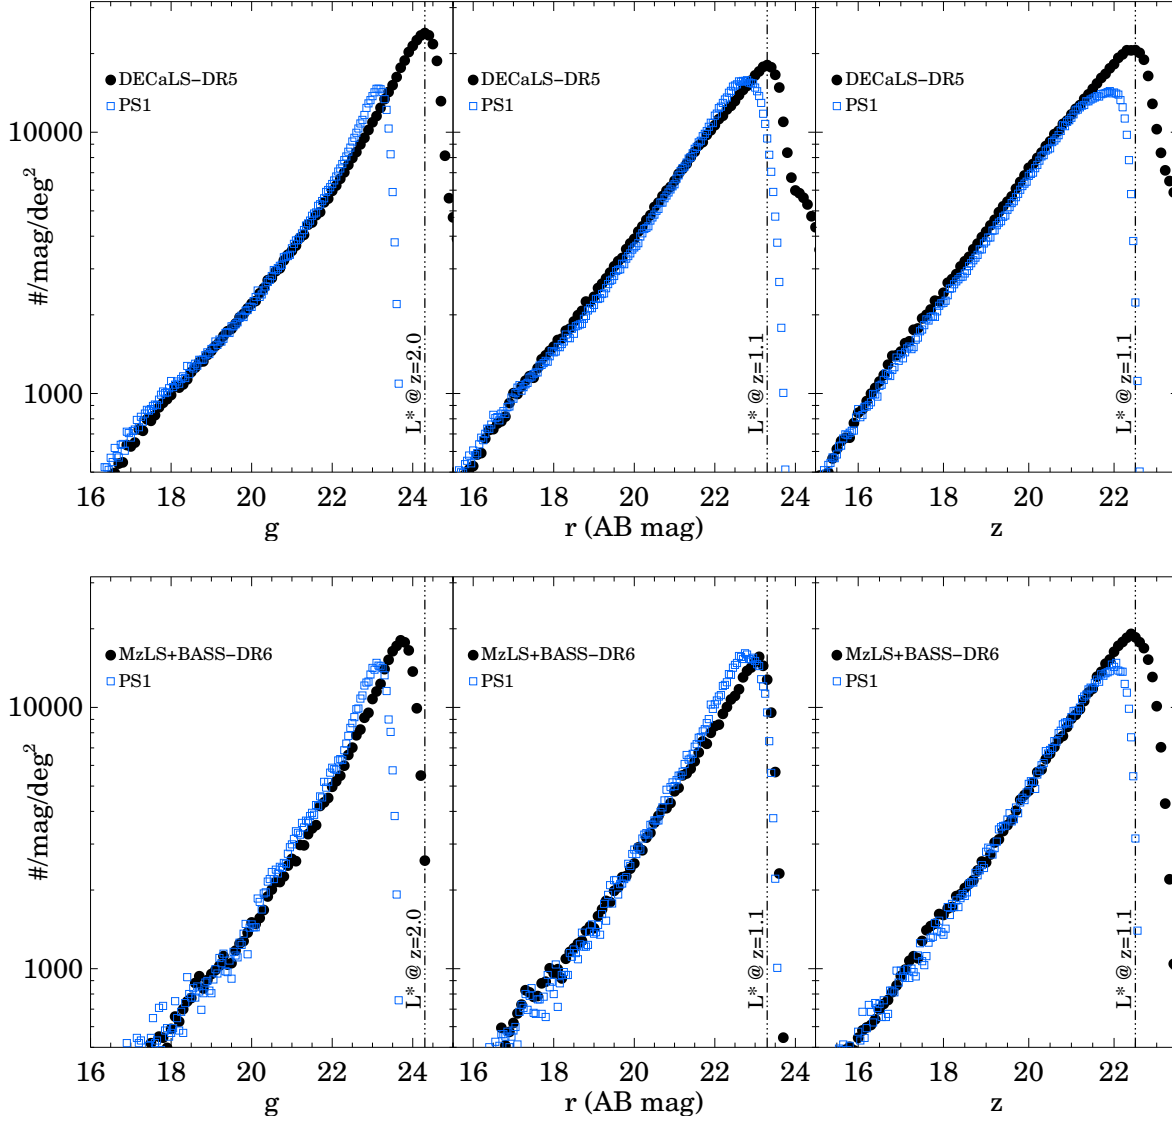 DECaLS−DR5
PS1
DECaLS−DR5
PS1
DECaLS−DR5
PS1
10000
1000
#/mag/deg²
L* @ z=2.0
L* @ z=1.1
L* @ z=1.1
16 18 20 22 24
16 18 20 22 24
16 18 20 22
g
r (AB mag)
z
MzLS+BASS−DR6
PS1
MzLS+BASS−DR6
PS1
MzLS+BASS−DR6
PS1
10000
1000
#/mag/deg²
L* @ z=2.0
L* @ z=1.1
L* @ z=1.1
16 18 20 22 24
16 18 20 22 24
16 18 20 22
g
r (AB mag)
z